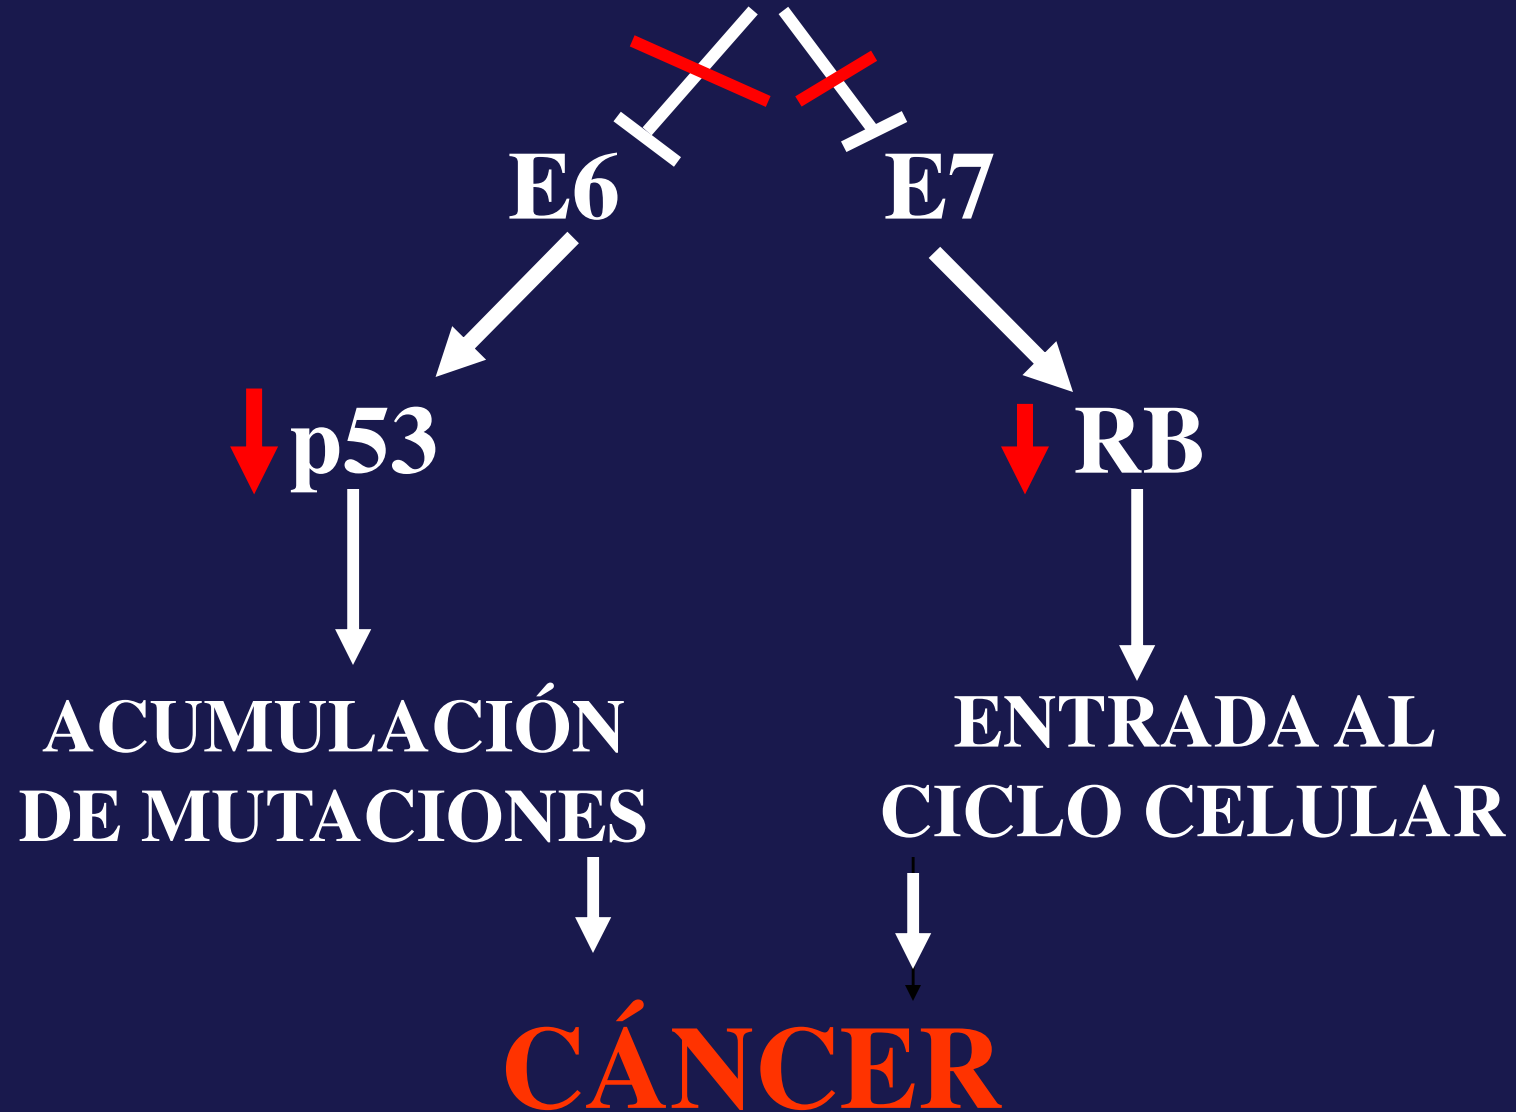 E6
E7
p53
RB
ACUMULACIÓN
DE MUTACIONES
ENTRADA AL
CICLO CELULAR
CÁNCER